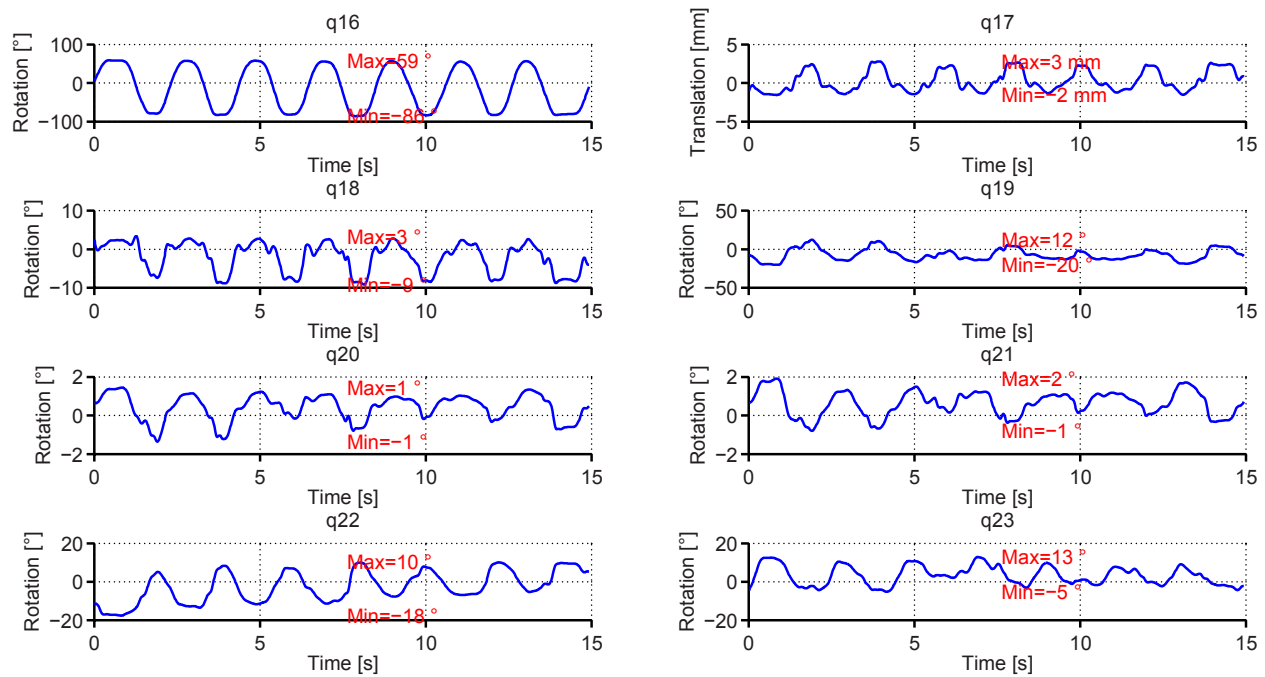 q16
100
0
−100
Rotation [°]
Max=59 °
Min=−86 °
0
5
10
15
Time [s]
q17
5
0
−5
Translation [mm]
Max=3 mm
Min=−2 mm
0
5
10
15
Time [s]
q18
10
0
−10
Rotation [°]
Max=3 °
Min=−9 °
0
5
10
15
Time [s]
q19
50
0
−50
Rotation [°]
Max=12 °
Min=−20 °
0
5
10
15
Time [s]
q20
2
0
−2
Rotation [°]
Max=1 °
Min=−1 °
0
5
10
15
Time [s]
q21
2
0
−2
Rotation [°]
Max=2 °
Min=−1 °
0
5
10
15
Time [s]
q22
20
0
−20
Rotation [°]
Max=10 °
Min=−18 °
0
5
10
15
Time [s]
q23
20
0
−20
Rotation [°]
Max=13 °
Min=−5 °
0
5
10
15
Time [s]